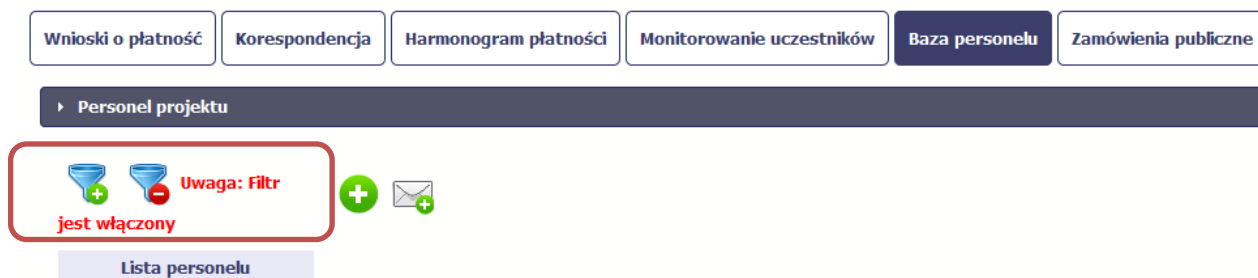 Wnioski o płatność Korespondencja Harmonogram płatności Monitorowanie uczestników Baza personelu Zamówienia publiczne
Personel projektu
Uwaga: Filtr
jest włączony
Lista personelu